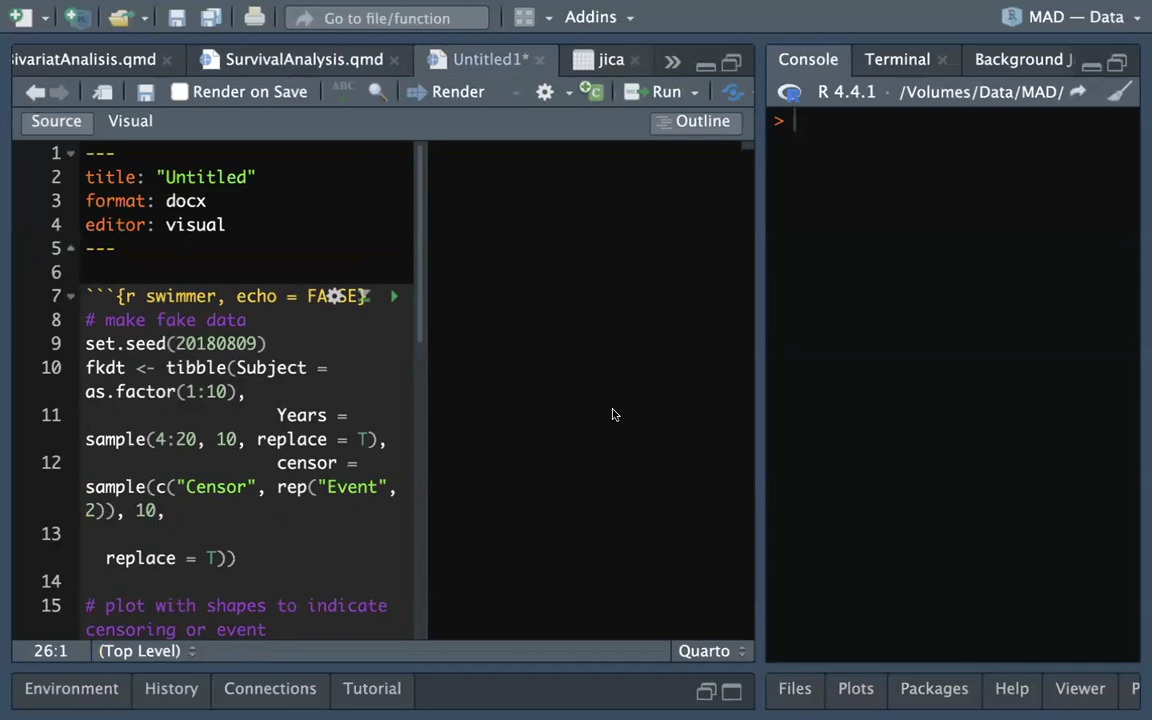 Go to file/function
Addins
MAD — Data
ivariatAnalisis.qmd
SurvivalAnalysis.qmd
Untitled1*
jica
Render on Save
ABC
Render
Run
Source
Visual
Outline
1 ---
2 title: "Untitled"
3 format: docx
4 editor: visual
5 ---
6
7 ```{r swimmer, echo = FALSE}
8 # make fake data
9 set.seed(20180809)
10 fkdt <- tibble(Subject =
as.factor(1:10),
11 Years =
sample(4:20, 10, replace = T),
12 censor =
sample(c("Censor", rep("Event",
2)), 10,
13
replace = T))
14
15 # plot with shapes to indicate
censoring or event
26:1
(Top Level)
Quarto
Environment
History
Connections
Tutorial
Console
Terminal
Background J
R 4.4.1 · /Volumes/Data/MAD/
>
Files
Plots
Packages
Help
Viewer
P